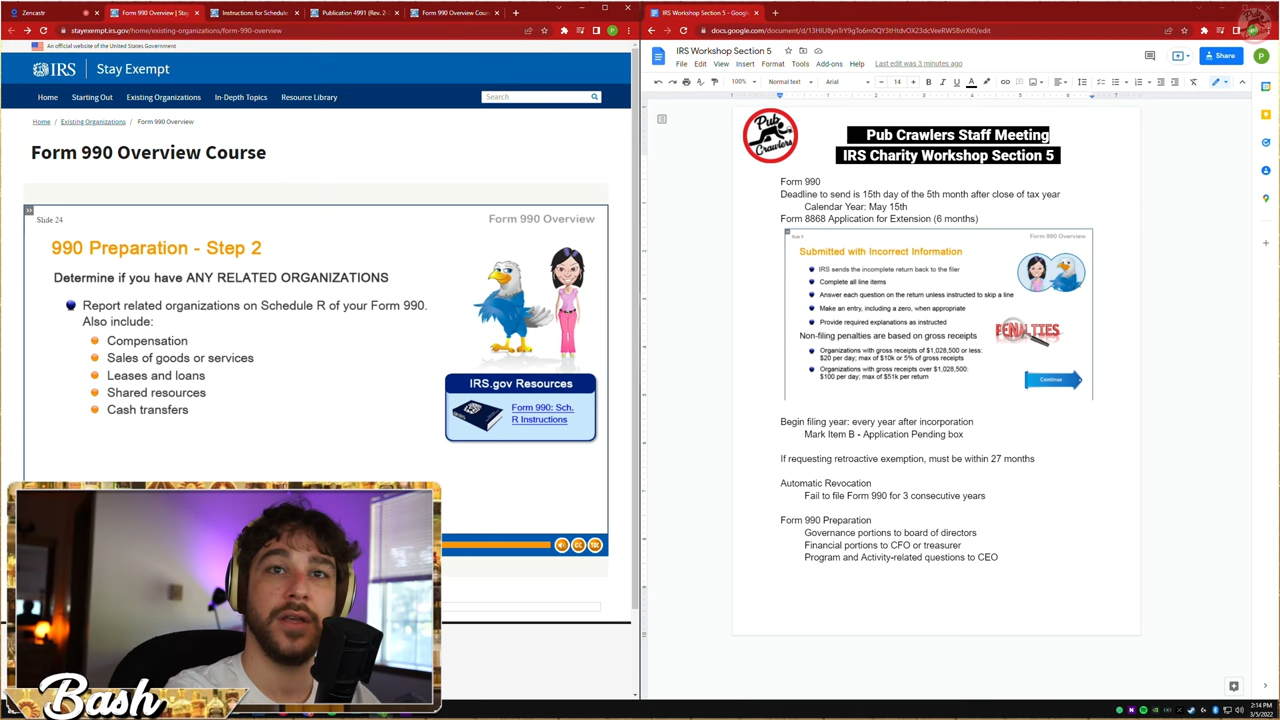 Zencastr
Form 990 Overview | Stay
Instructions for Schedule
Publication 4991 (Rev. 2-
Form 990 Overview Cours
stayexempt.irs.gov/home/existing-organizations/form-990-overview
An official website of the United States Government
IRS | Stay Exempt
Home Starting Out Existing Organizations In-Depth Topics Resource Library Search
Home / Existing Organizations / Form 990 Overview
Form 990 Overview Course
Slide 24
Form 990 Overview
990 Preparation - Step 2
Determine if you have ANY RELATED ORGANIZATIONS
Report related organizations on Schedule R of your Form 990.
Also include:
Compensation
Sales of goods or services
Leases and loans
Shared resources
Cash transfers
IRS.gov Resources
Form 990: Sch.
R Instructions
CC TOC
Bash
IRS Workshop Section 5 - Google
IRS Workshop Section 5
File Edit View Insert Format Tools Add-ons Help Last edit was 3 minutes ago
Share
P
100% Normal text Arial 14 B I U A
Pub Crawlers
Pub Crawlers Staff Meeting
IRS Charity Workshop Section 5
Form 990
Deadline to send is 15th day of the 5th month after close of tax year
Calendar Year: May 15th
Form 8868 Application for Extension (6 months)
Form 990 Overview
Submitted with Incorrect Information
IRS sends the incomplete return back to the filer
Complete all line items
Answer each question on the return unless instructed to skip a line
Make an entry, including a zero, when appropriate
Provide required explanations as instructed
PENALTIES
Non-filing penalties are based on gross receipts
Organizations with gross receipts of $1,028,500 or less:
$20 per day; max of $10k or 5% of gross receipts
Organizations with gross receipts over $1,028,500:
$100 per day; max of $51k per return
Continue
Begin filing year: every year after incorporation
Mark Item B - Application Pending box
If requesting retroactive exemption, must be within 27 months
Automatic Revocation
Fail to file Form 990 for 3 consecutive years
Form 990 Preparation
Governance portions to board of directors
Financial portions to CFO or treasurer
Program and Activity-related questions to CEO
2:14 PM
3/5/2022